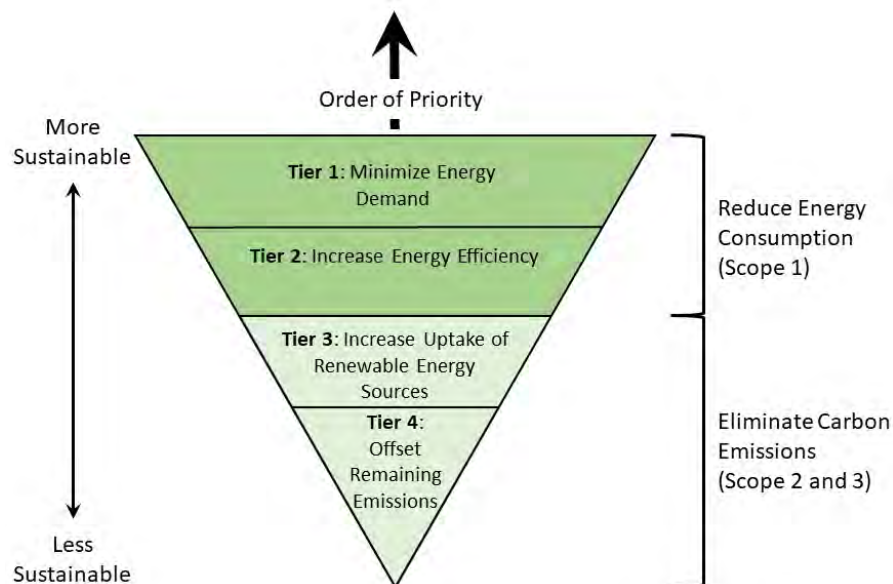 Order of Priority
More
Sustainable
Tier 1: Minimize Energy
Demand
Tier 2: Increase Energy Efficiency
Tier 3: Increase Uptake of
Renewable Energy
Sources
Tier 4:
Offset
Remaining
Emissions
Less
Sustainable
Reduce Energy
Consumption
(Scope 1)
Eliminate Carbon
Emissions
(Scope 2 and 3)